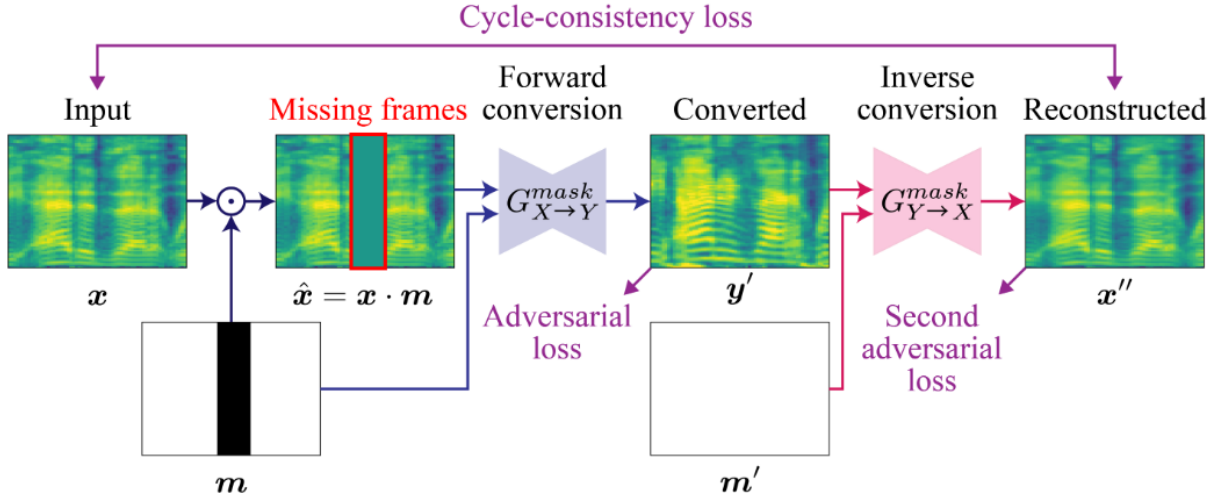 Cycle-consistency loss
Input
Missing frames
Forward
conversion
Converted
Inverse
conversion
Reconstructed
G^{mask}_{X→Y}
G^{mask}_{Y→X}
x
x̂ = x · m
y′
x′′
Adversarial
loss
Second
adversarial
loss
m
m′